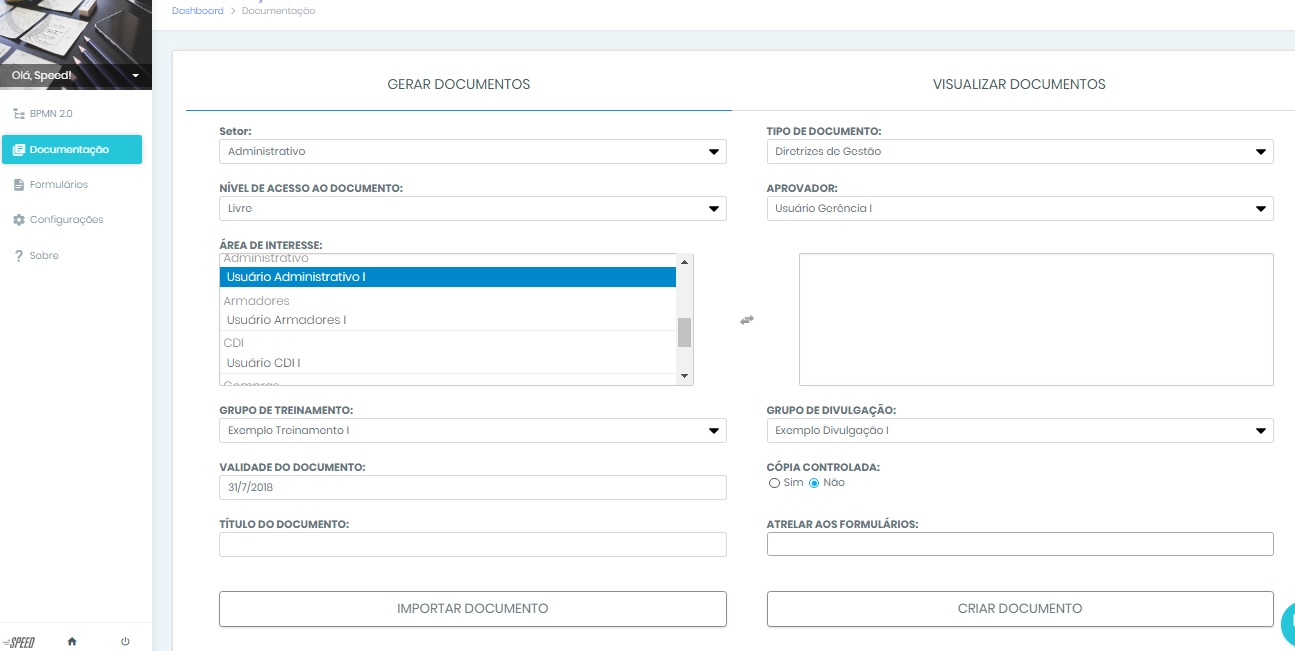 Dashboard > Documentação
Olá, Speed!
BPMN 2.0
Documentação
Formulários
Configurações
? Sobre
SPEED
GERAR DOCUMENTOS
VISUALIZAR DOCUMENTOS
Setor:
Administrativo
TIPO DE DOCUMENTO:
Diretrizes de Gestão
NÍVEL DE ACESSO AO DOCUMENTO:
Livre
APROVADOR:
Usuário Gerência I
ÁREA DE INTERESSE:
Administrativo
Usuário Administrativo I
Armadores
Usuário Armadores I
CDI
Usuário CDI I
Compras
GRUPO DE TREINAMENTO:
Exemplo Treinamento I
GRUPO DE DIVULGAÇÃO:
Exemplo Divulgação I
VALIDADE DO DOCUMENTO:
31/7/2018
CÓPIA CONTROLADA:
Sim Não
TÍTULO DO DOCUMENTO:
ATRELAR AOS FORMULÁRIOS:
IMPORTAR DOCUMENTO
CRIAR DOCUMENTO